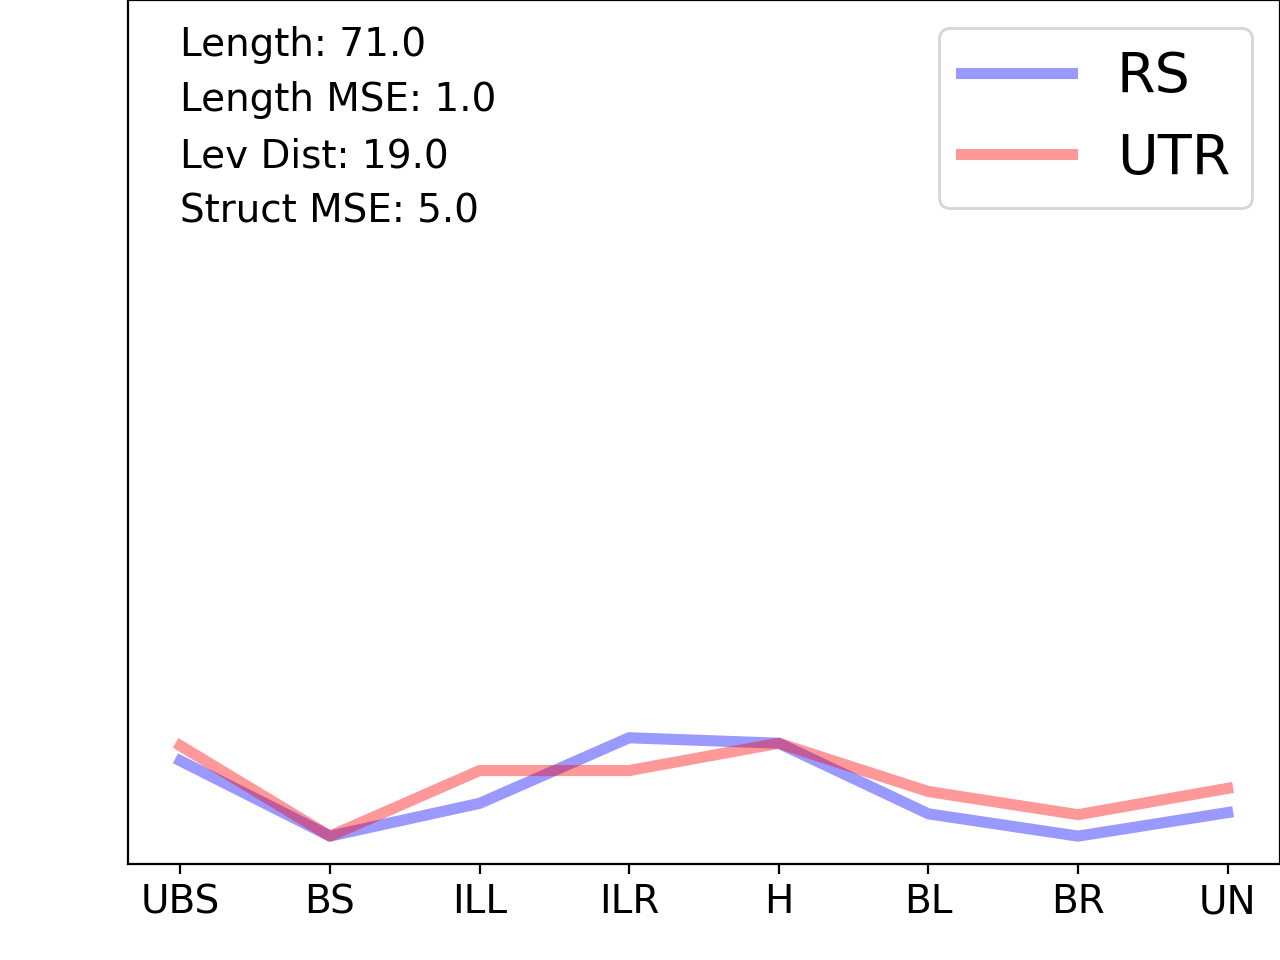 Length: 71.0
Length MSE: 1.0
Lev Dist: 19.0
Struct MSE: 5.0
RS
UTR
UBS BS ILL ILR H BL BR UN